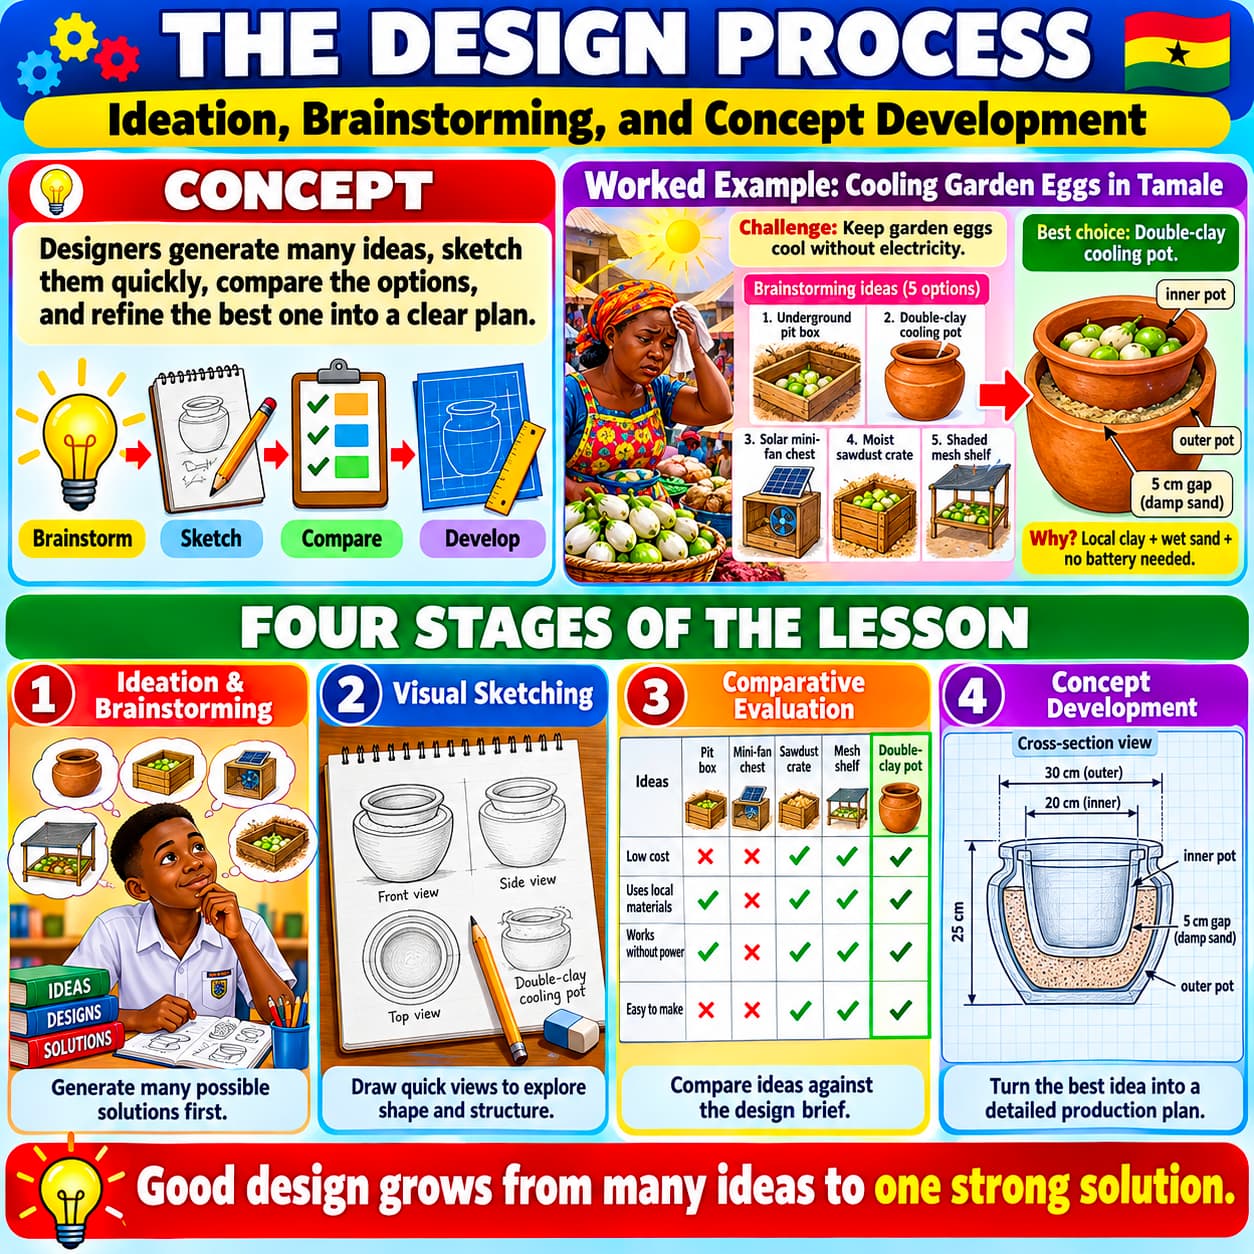 THE DESIGN PROCESS
Ideation, Brainstorming, and Concept Development
CONCEPT
Designers generate many ideas, sketch
them quickly, compare the options,
and refine the best one into a clear plan.
Brainstorm
Sketch
Compare
Develop
Worked Example: Cooling Garden Eggs in Tamale
Challenge: Keep garden eggs
cool without electricity.
Brainstorming ideas (5 options)
1. Underground
pit box
2. Double-clay
cooling pot
3. Solar mini-
fan chest
4. Moist
sawdust crate
5. Shaded
mesh shelf
Best choice: Double-clay
cooling pot.
inner pot
outer pot
5 cm gap
(damp sand)
Why? Local clay + wet sand +
no battery needed.
FOUR STAGES OF THE LESSON
1
Ideation &
Brainstorming
IDEAS
DESIGNS
SOLUTIONS
Generate many possible
solutions first.
2
Visual Sketching
Front view
Side view
Top view
Double-clay
cooling pot
Draw quick views to explore
shape and structure.
3
Comparative
Evaluation
Ideas
Pit
box
Mini-fan
chest
Sawdust
crate
Mesh
shelf
Double-
clay pot
Low cost
Uses local
materials
Works
without power
Easy to make
Compare ideas against
the design brief.
4
Concept
Development
Cross-section view
30 cm (outer)
20 cm (inner)
25 cm
inner pot
5 cm gap
(damp sand)
outer pot
Turn the best idea into a
detailed production plan.
Good design grows from many ideas to one strong solution.